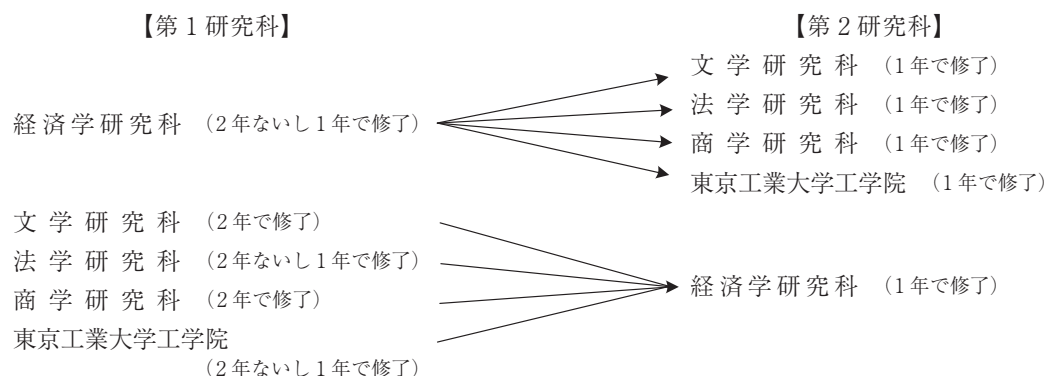 【第1研究科】
経済学研究科 (2年ないし1年で修了)
文学研究科 (2年で修了)
法学研究科 (2年ないし1年で修了)
商学研究科 (2年で修了)
東京工業大学工学院
(2年ないし1年で修了)
【第2研究科】
文学研究科 (1年で修了)
法学研究科 (1年で修了)
商学研究科 (1年で修了)
東京工業大学工学院 (1年で修了)
経済学研究科 (1年で修了)